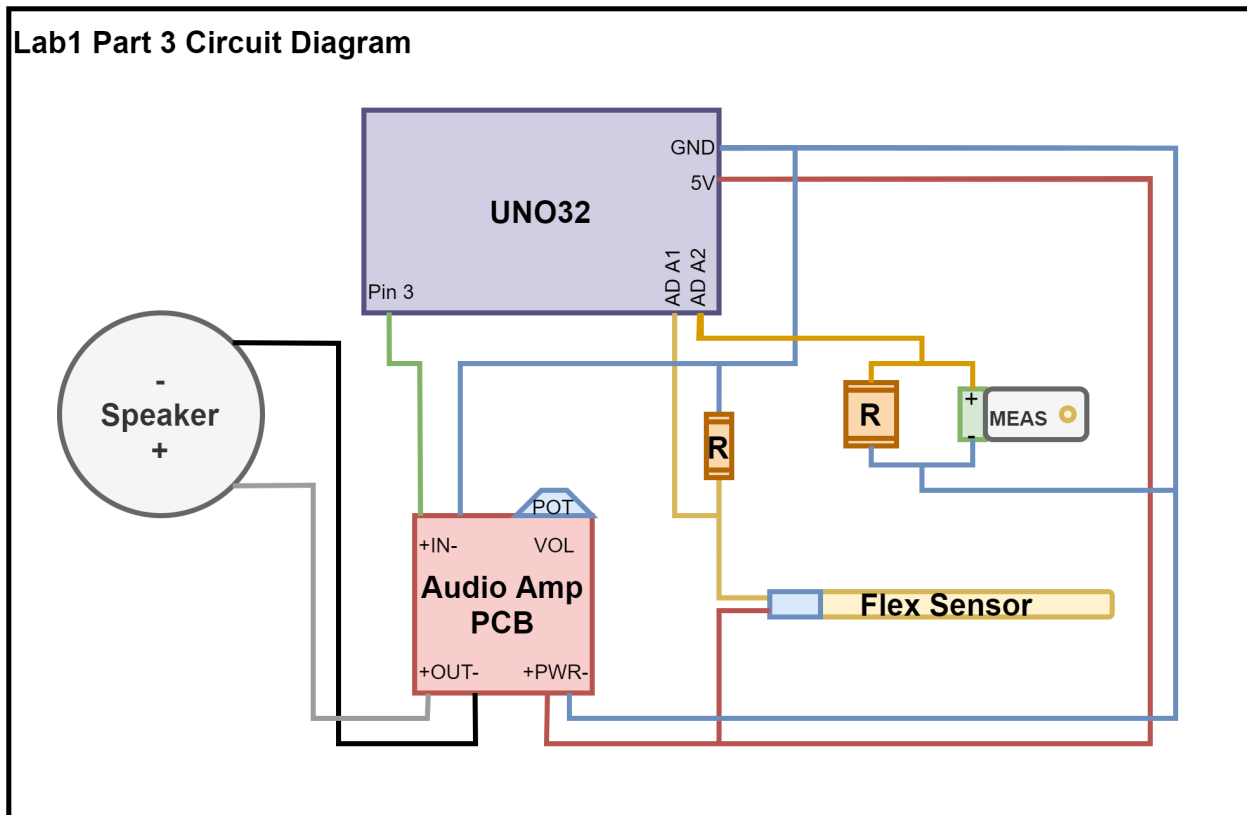 Lab1 Part 3 Circuit Diagram
GND
5V
UNO32
AD A1
AD A2
Pin 3
-
Speaker
+
R
R
+
-
MEAS
POT
+IN-
VOL
Audio Amp
PCB
+OUT-
+PWR-
Flex Sensor